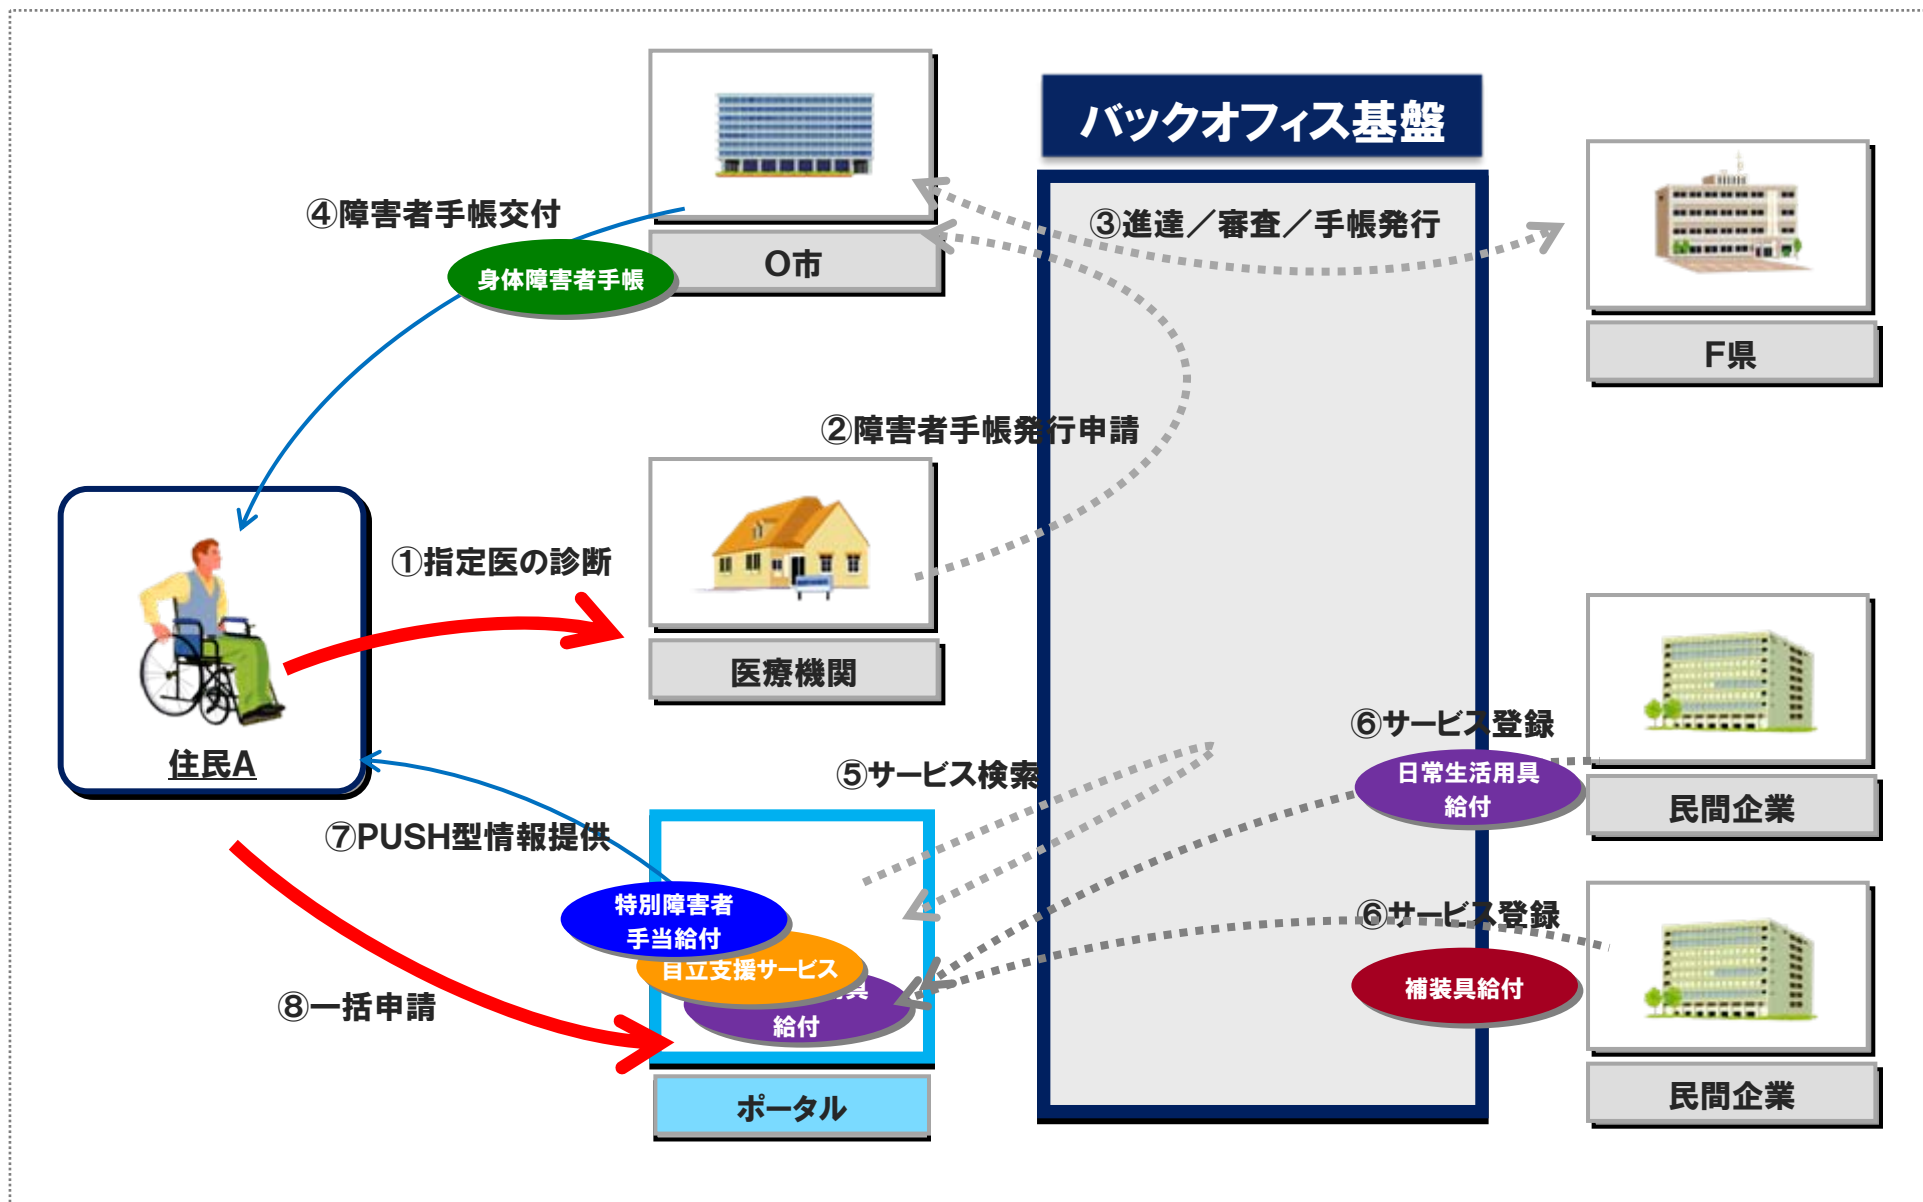 バックオフィス基盤
④障害者手帳交付
③進達／審査／手帳発行
身体障害者手帳
O市
F県
②障害者手帳発行申請
①指定医の診断
医療機関
住民A
⑥サービス登録
日常生活用具
給付
民間企業
⑤サービス検索
⑦PUSH型情報提供
特別障害者
手当給付
自立支援サービス
具
給付
⑥サービス登録
補装具給付
⑧一括申請
ポータル
民間企業